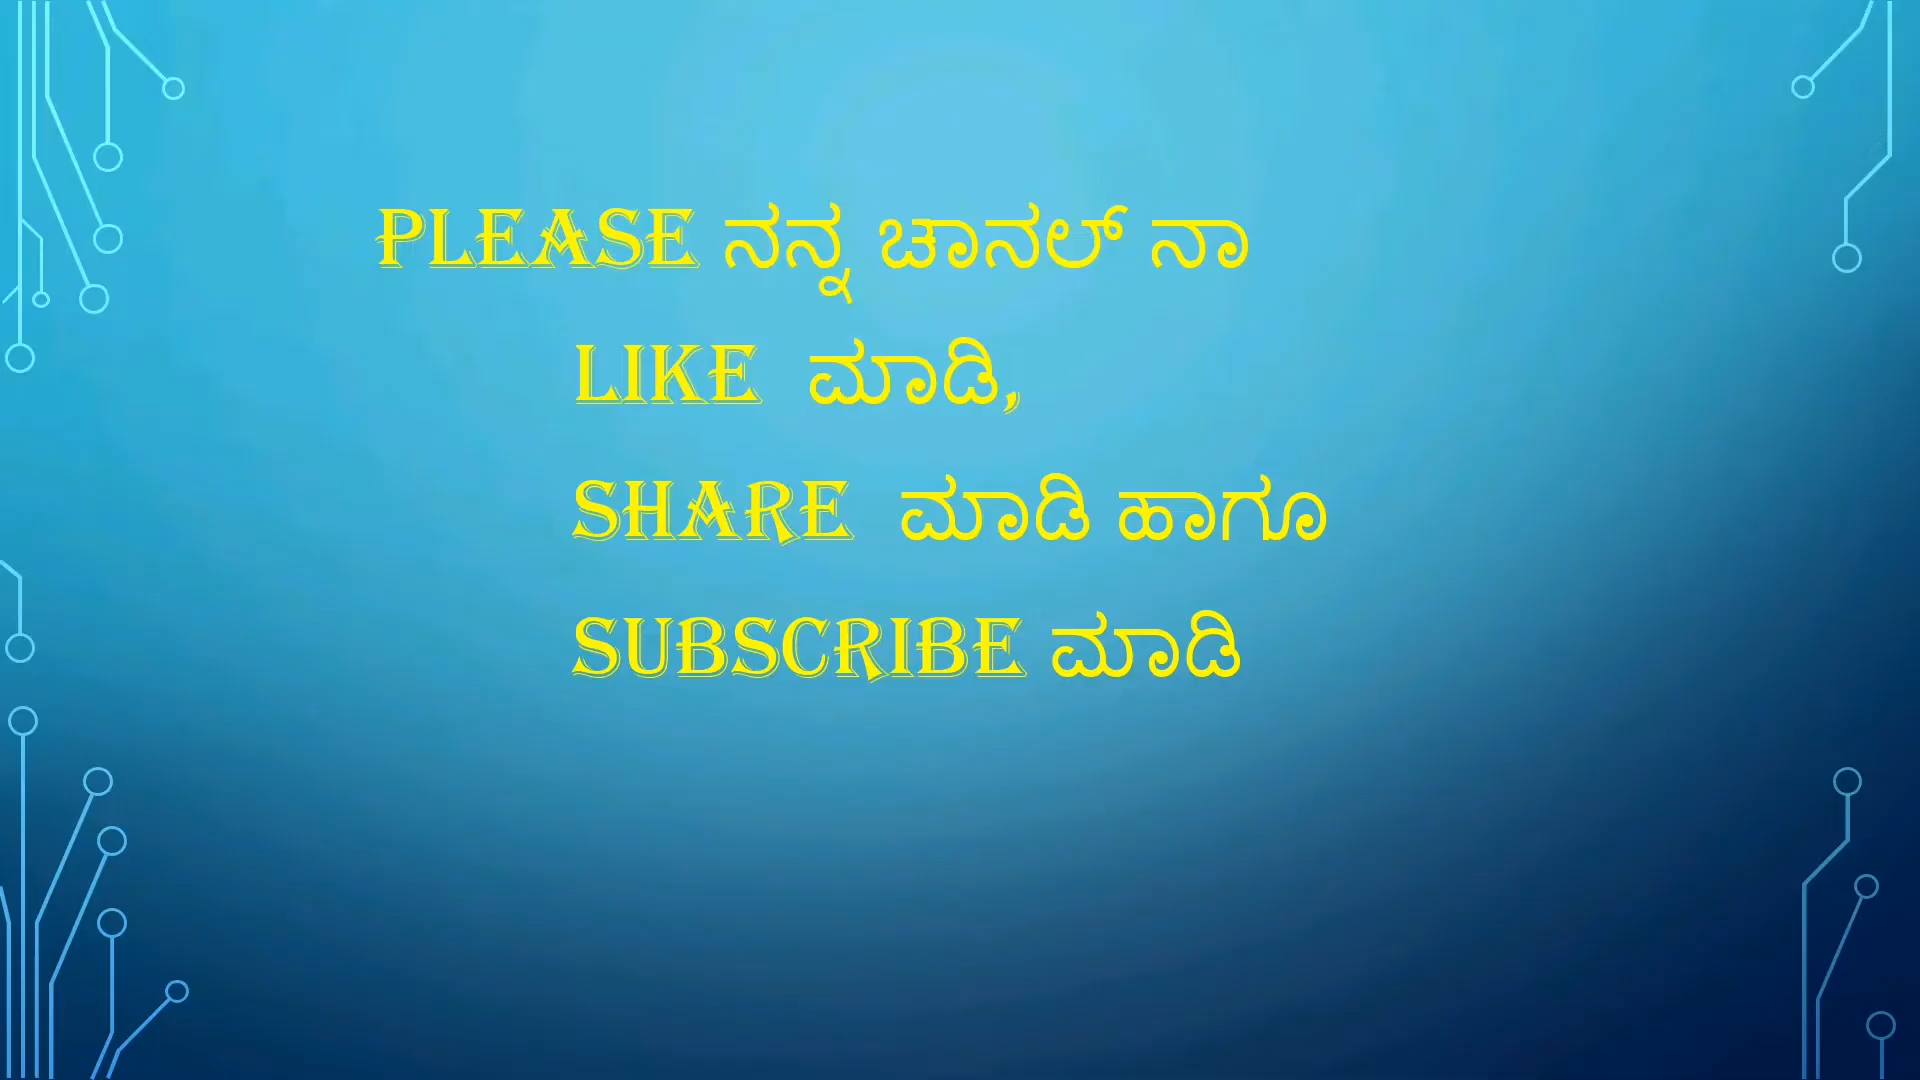 PLEASE ನನ್ನ ಚಾನಲ್ ನಾ
LIKE ಮಾಡಿ,
SHARE ಮಾಡಿ ಹಾಗೂ
SUBSCRIBE ಮಾಡಿ